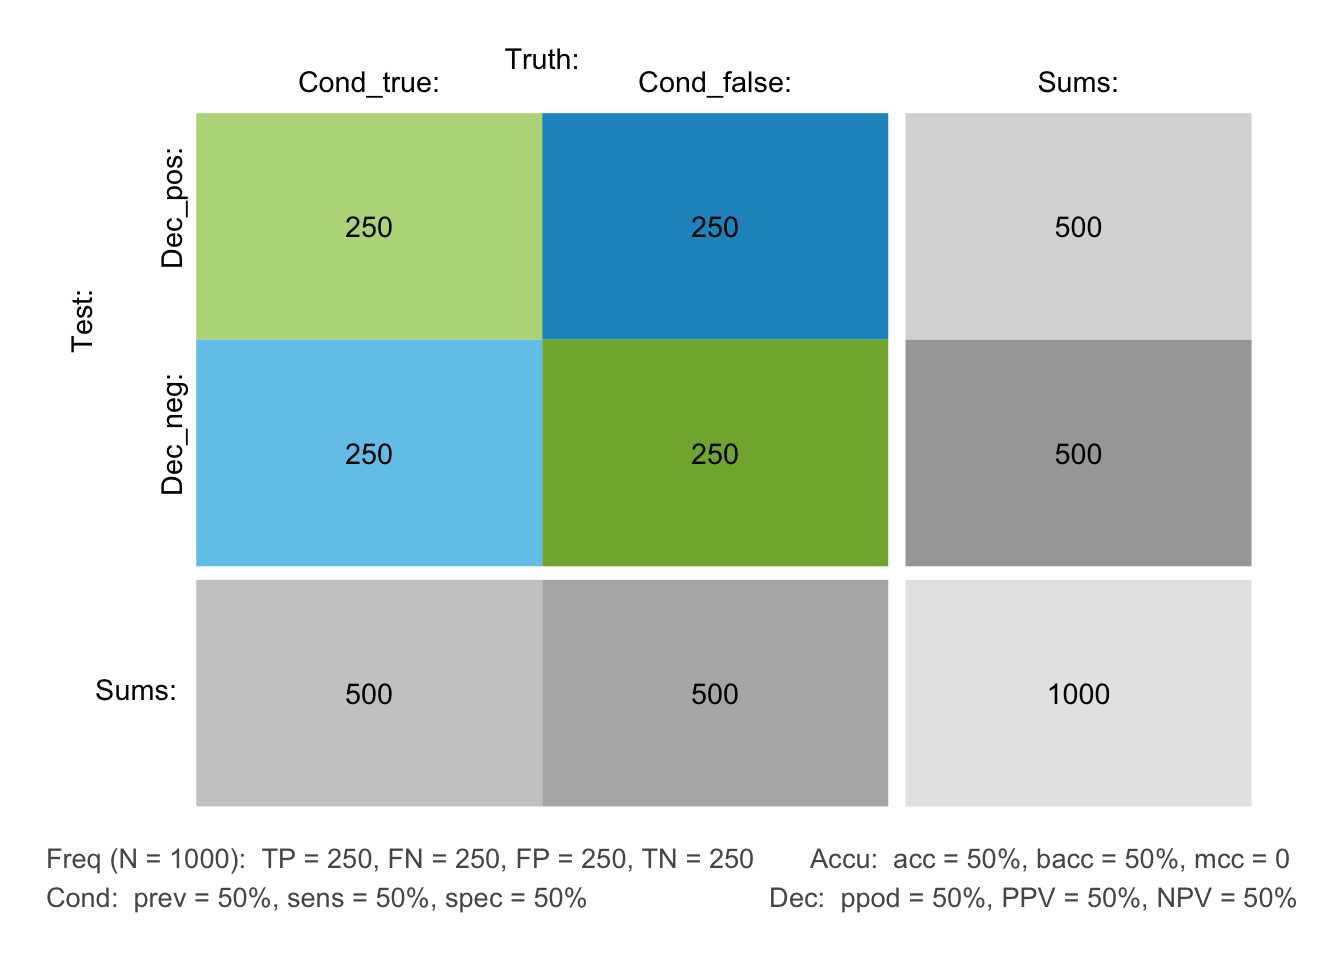 Truth:
Cond_true: Cond_false: Sums:
Test:
Dec_pos:
250 250 500
Dec_neg:
250 250 500
Sums: 500 500 1000
Freq (N = 1000):  TP = 250, FN = 250, FP = 250, TN = 250 Accu:  acc = 50%, bacc = 50%, mcc = 0
Cond:  prev = 50%, sens = 50%, spec = 50% Dec:  ppod = 50%, PPV = 50%, NPV = 50%